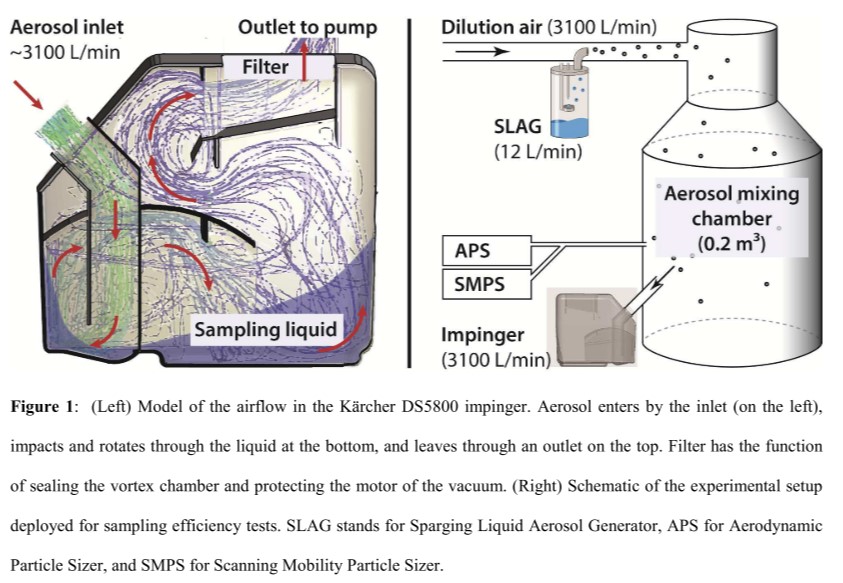 Aerosol inlet
~3100 L/min
Outlet to pump
Filter
Sampling liquid
Dilution air (3100 L/min)
SLAG
(12 L/min)
Aerosol mixing
chamber
(0.2 m³)
APS
SMPS
Impinger
(3100 L/min)
Figure 1: (Left) Model of the airflow in the Kärcher DS5800 impinger. Aerosol enters by the inlet (on the left),
impacts and rotates through the liquid at the bottom, and leaves through an outlet on the top. Filter has the function
of sealing the vortex chamber and protecting the motor of the vacuum. (Right) Schematic of the experimental setup
deployed for sampling efficiency tests. SLAG stands for Sparging Liquid Aerosol Generator, APS for Aerodynamic
Particle Sizer, and SMPS for Scanning Mobility Particle Sizer.